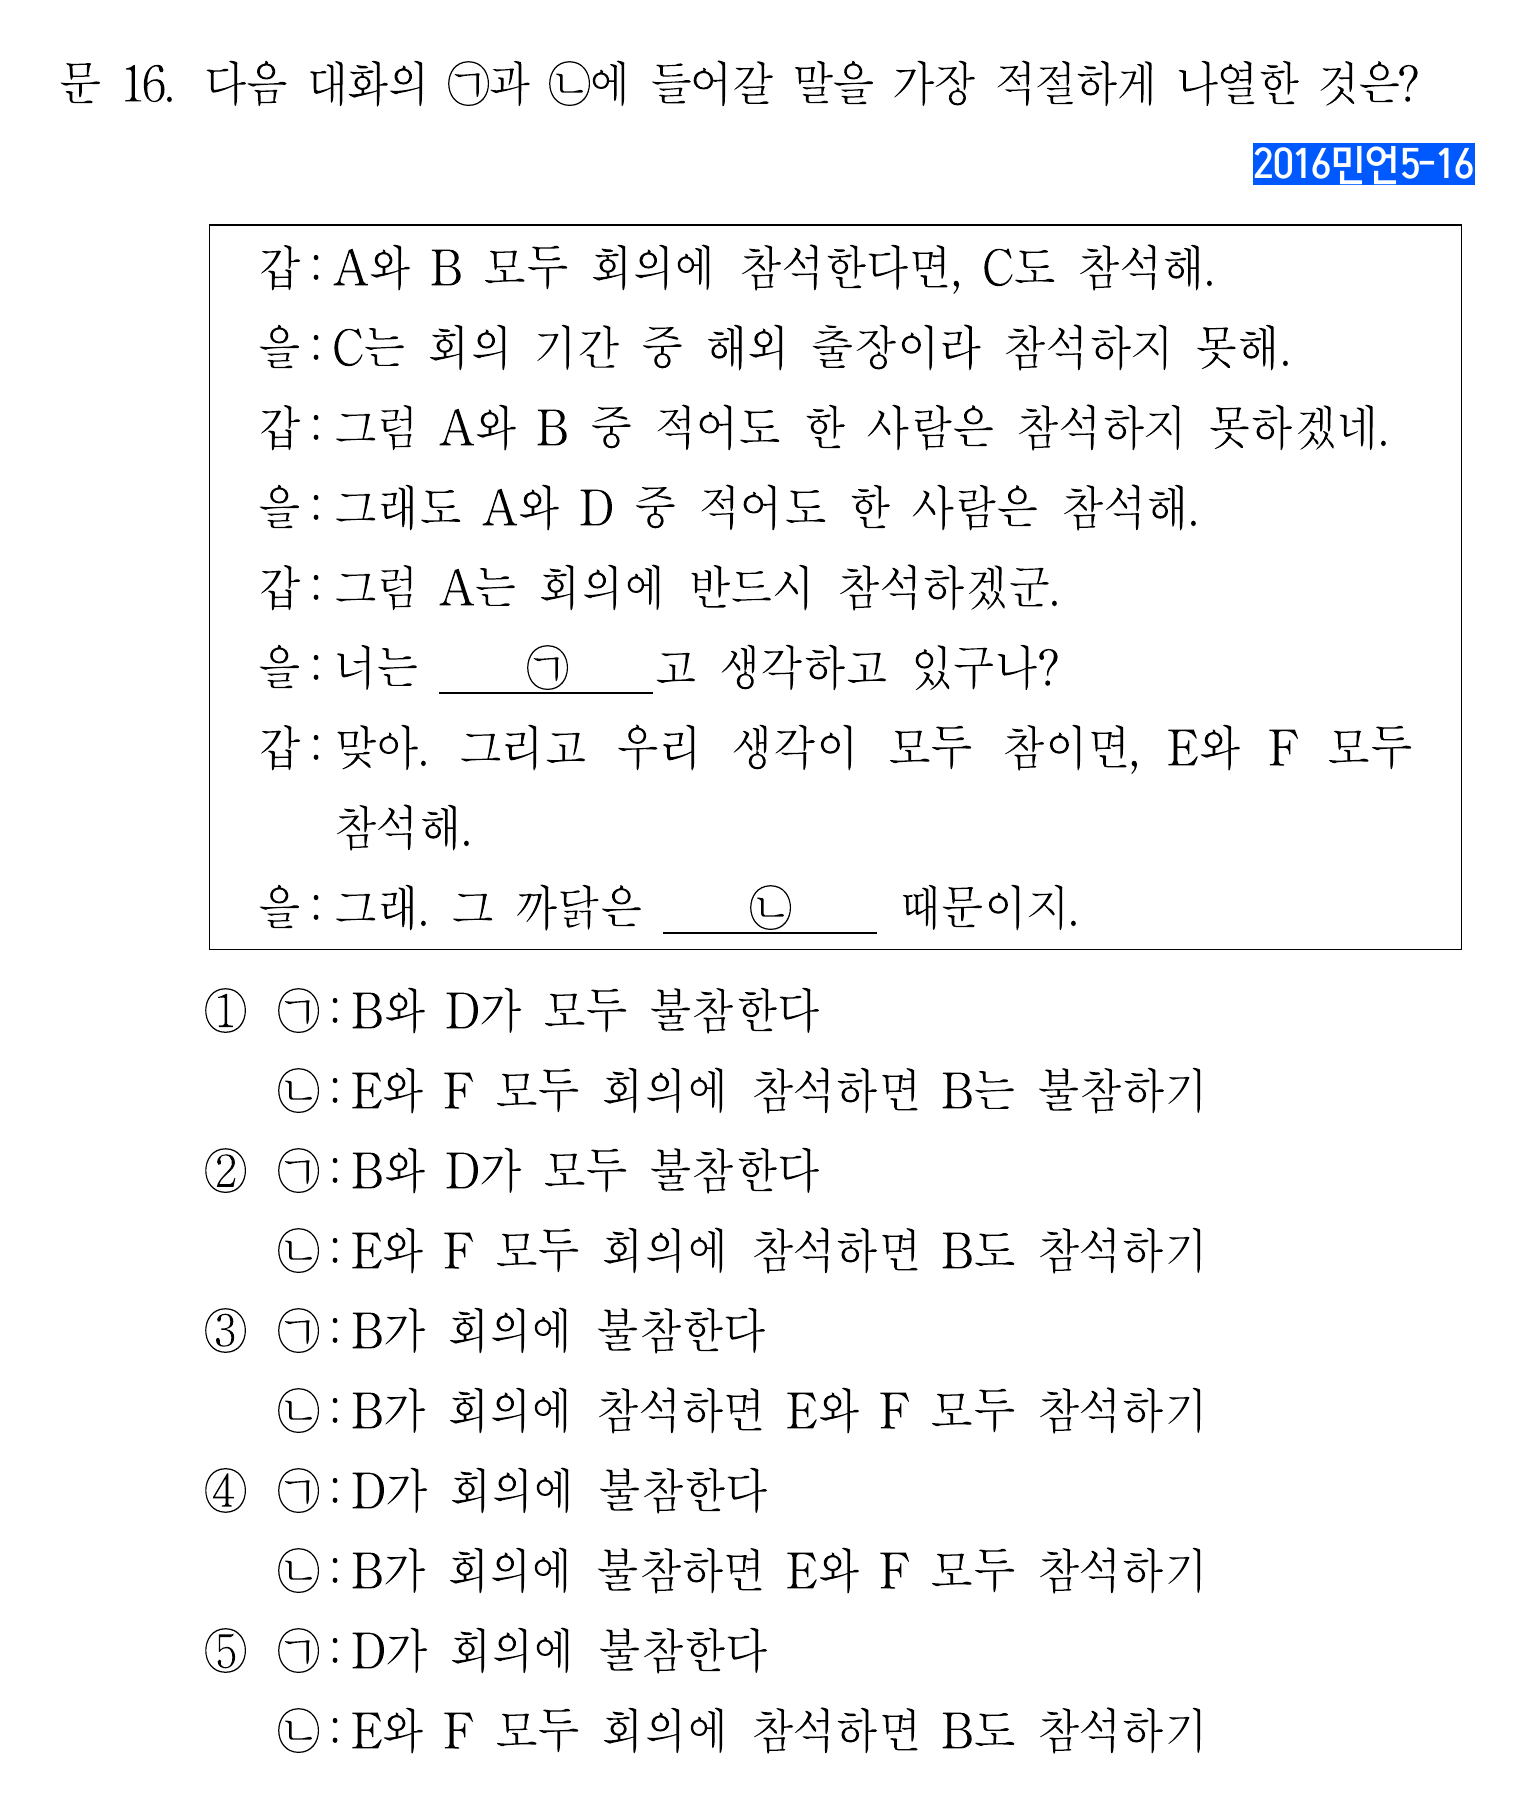 문 16. 다음 대화의 ㉠과 ㉡에 들어갈 말을 가장 적절하게 나열한 것은?
2016민언5-16
갑 : A와 B 모두 회의에 참석한다면, C도 참석해.
을 : C는 회의 기간 중 해외 출장이라 참석하지 못해.
갑 : 그럼 A와 B 중 적어도 한 사람은 참석하지 못하겠네.
을 : 그래도 A와 D 중 적어도 한 사람은 참석해.
갑 : 그럼 A는 회의에 반드시 참석하겠군.
을 : 너는 ㉠고 생각하고 있구나?
갑 : 맞아. 그리고 우리 생각이 모두 참이면, E와 F 모두
참석해.
을 : 그래. 그 까닭은 ㉡ 때문이지.
① ㉠ : B와 D가 모두 불참한다
㉡ : E와 F 모두 회의에 참석하면 B는 불참하기
② ㉠ : B와 D가 모두 불참한다
㉡ : E와 F 모두 회의에 참석하면 B도 참석하기
③ ㉠ : B가 회의에 불참한다
㉡ : B가 회의에 참석하면 E와 F 모두 참석하기
④ ㉠ : D가 회의에 불참한다
㉡ : B가 회의에 불참하면 E와 F 모두 참석하기
⑤ ㉠ : D가 회의에 불참한다
㉡ : E와 F 모두 회의에 참석하면 B도 참석하기